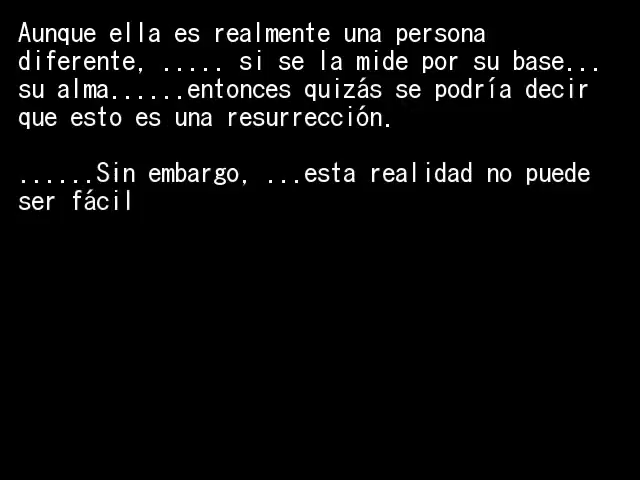 Aunque ella es realmente una persona
diferente, ..... si se la mide por su base...
su alma......entonces quizás se podría decir
que esto es una resurrección.
......Sin embargo, ...esta realidad no puede
ser fácil